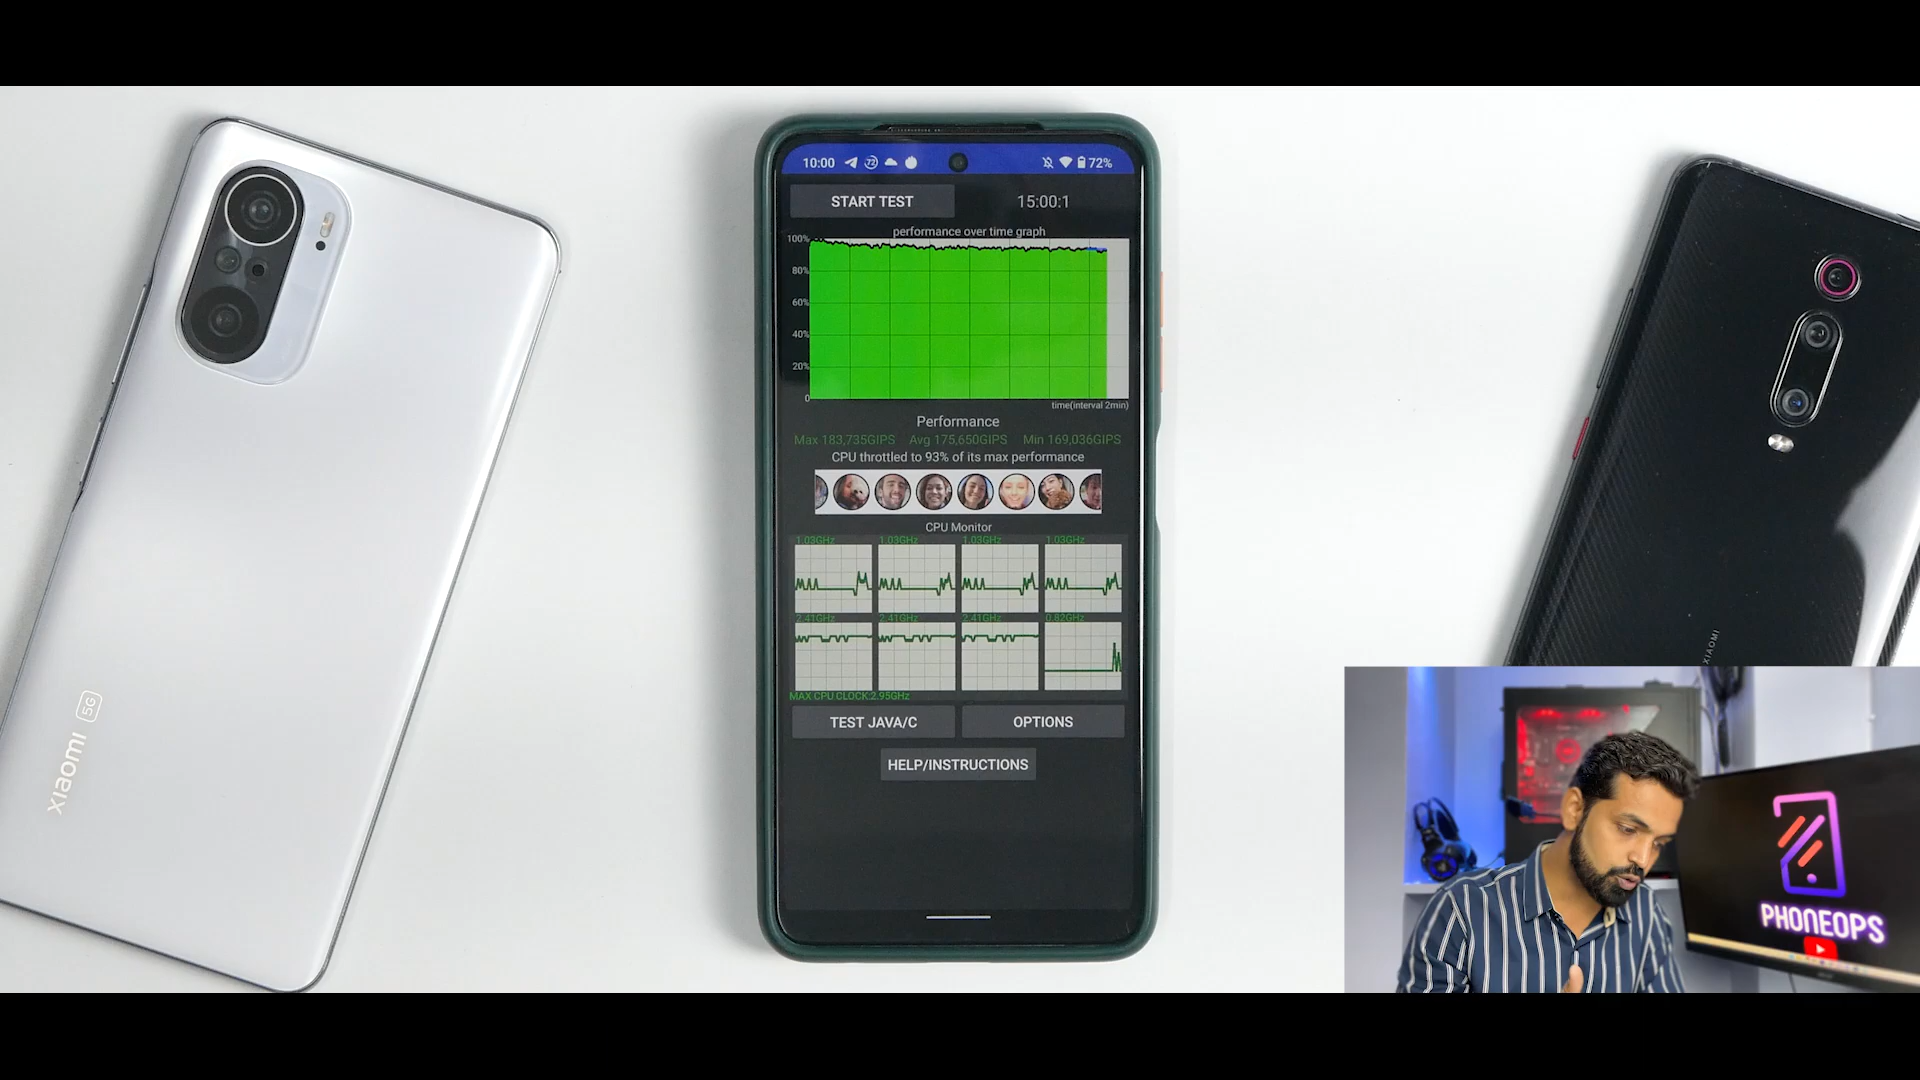 10:00
72
72%
START TEST
15:00:1
performance over time graph
100%
80%
60%
40%
20%
0
time(interval 2min)
Performance
Max 183,735GIPS Avg 175,650GIPS Min 169,036GIPS
CPU throttled to 93% of its max performance
CPU Monitor
1.03GHz 1.03GHz 1.03GHz 1.03GHz
2.41GHz 2.41GHz 2.41GHz 0.82GHz
MAX CPU CLOCK:2.95GHz
TEST JAVA/C
OPTIONS
HELP/INSTRUCTIONS
xiaomi 5G
XIAOMI
PHONEOPS